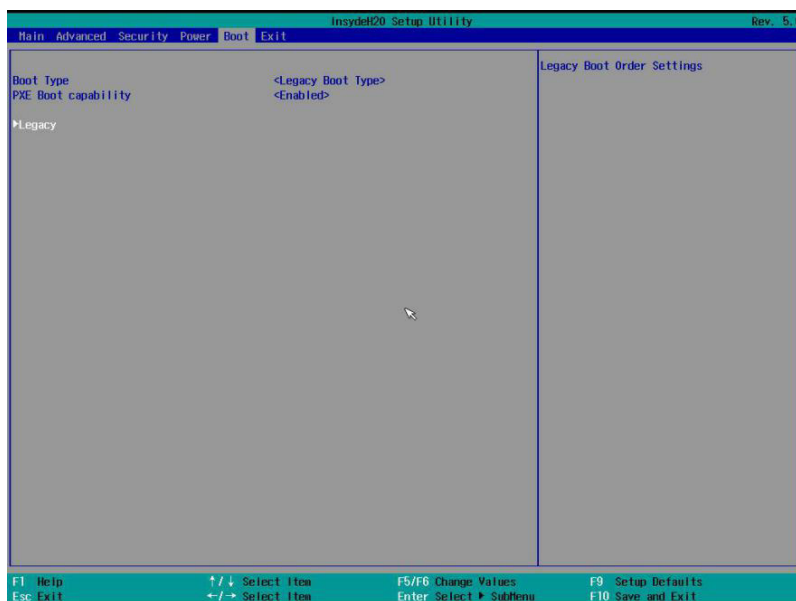 InsydeH20 Setup Utility Rev. 5.
Main Advanced Security Power Boot Exit
Legacy Boot Order Settings
Boot Type <Legacy Boot Type>
PXE Boot capability <Enabled>
▶Legacy
F1 Help ↑/↓ Select Item F5/F6 Change Values F9 Setup Defaults
Esc Exit ←/→ Select Item Enter Select ▶ SubMenu F10 Save and Exit